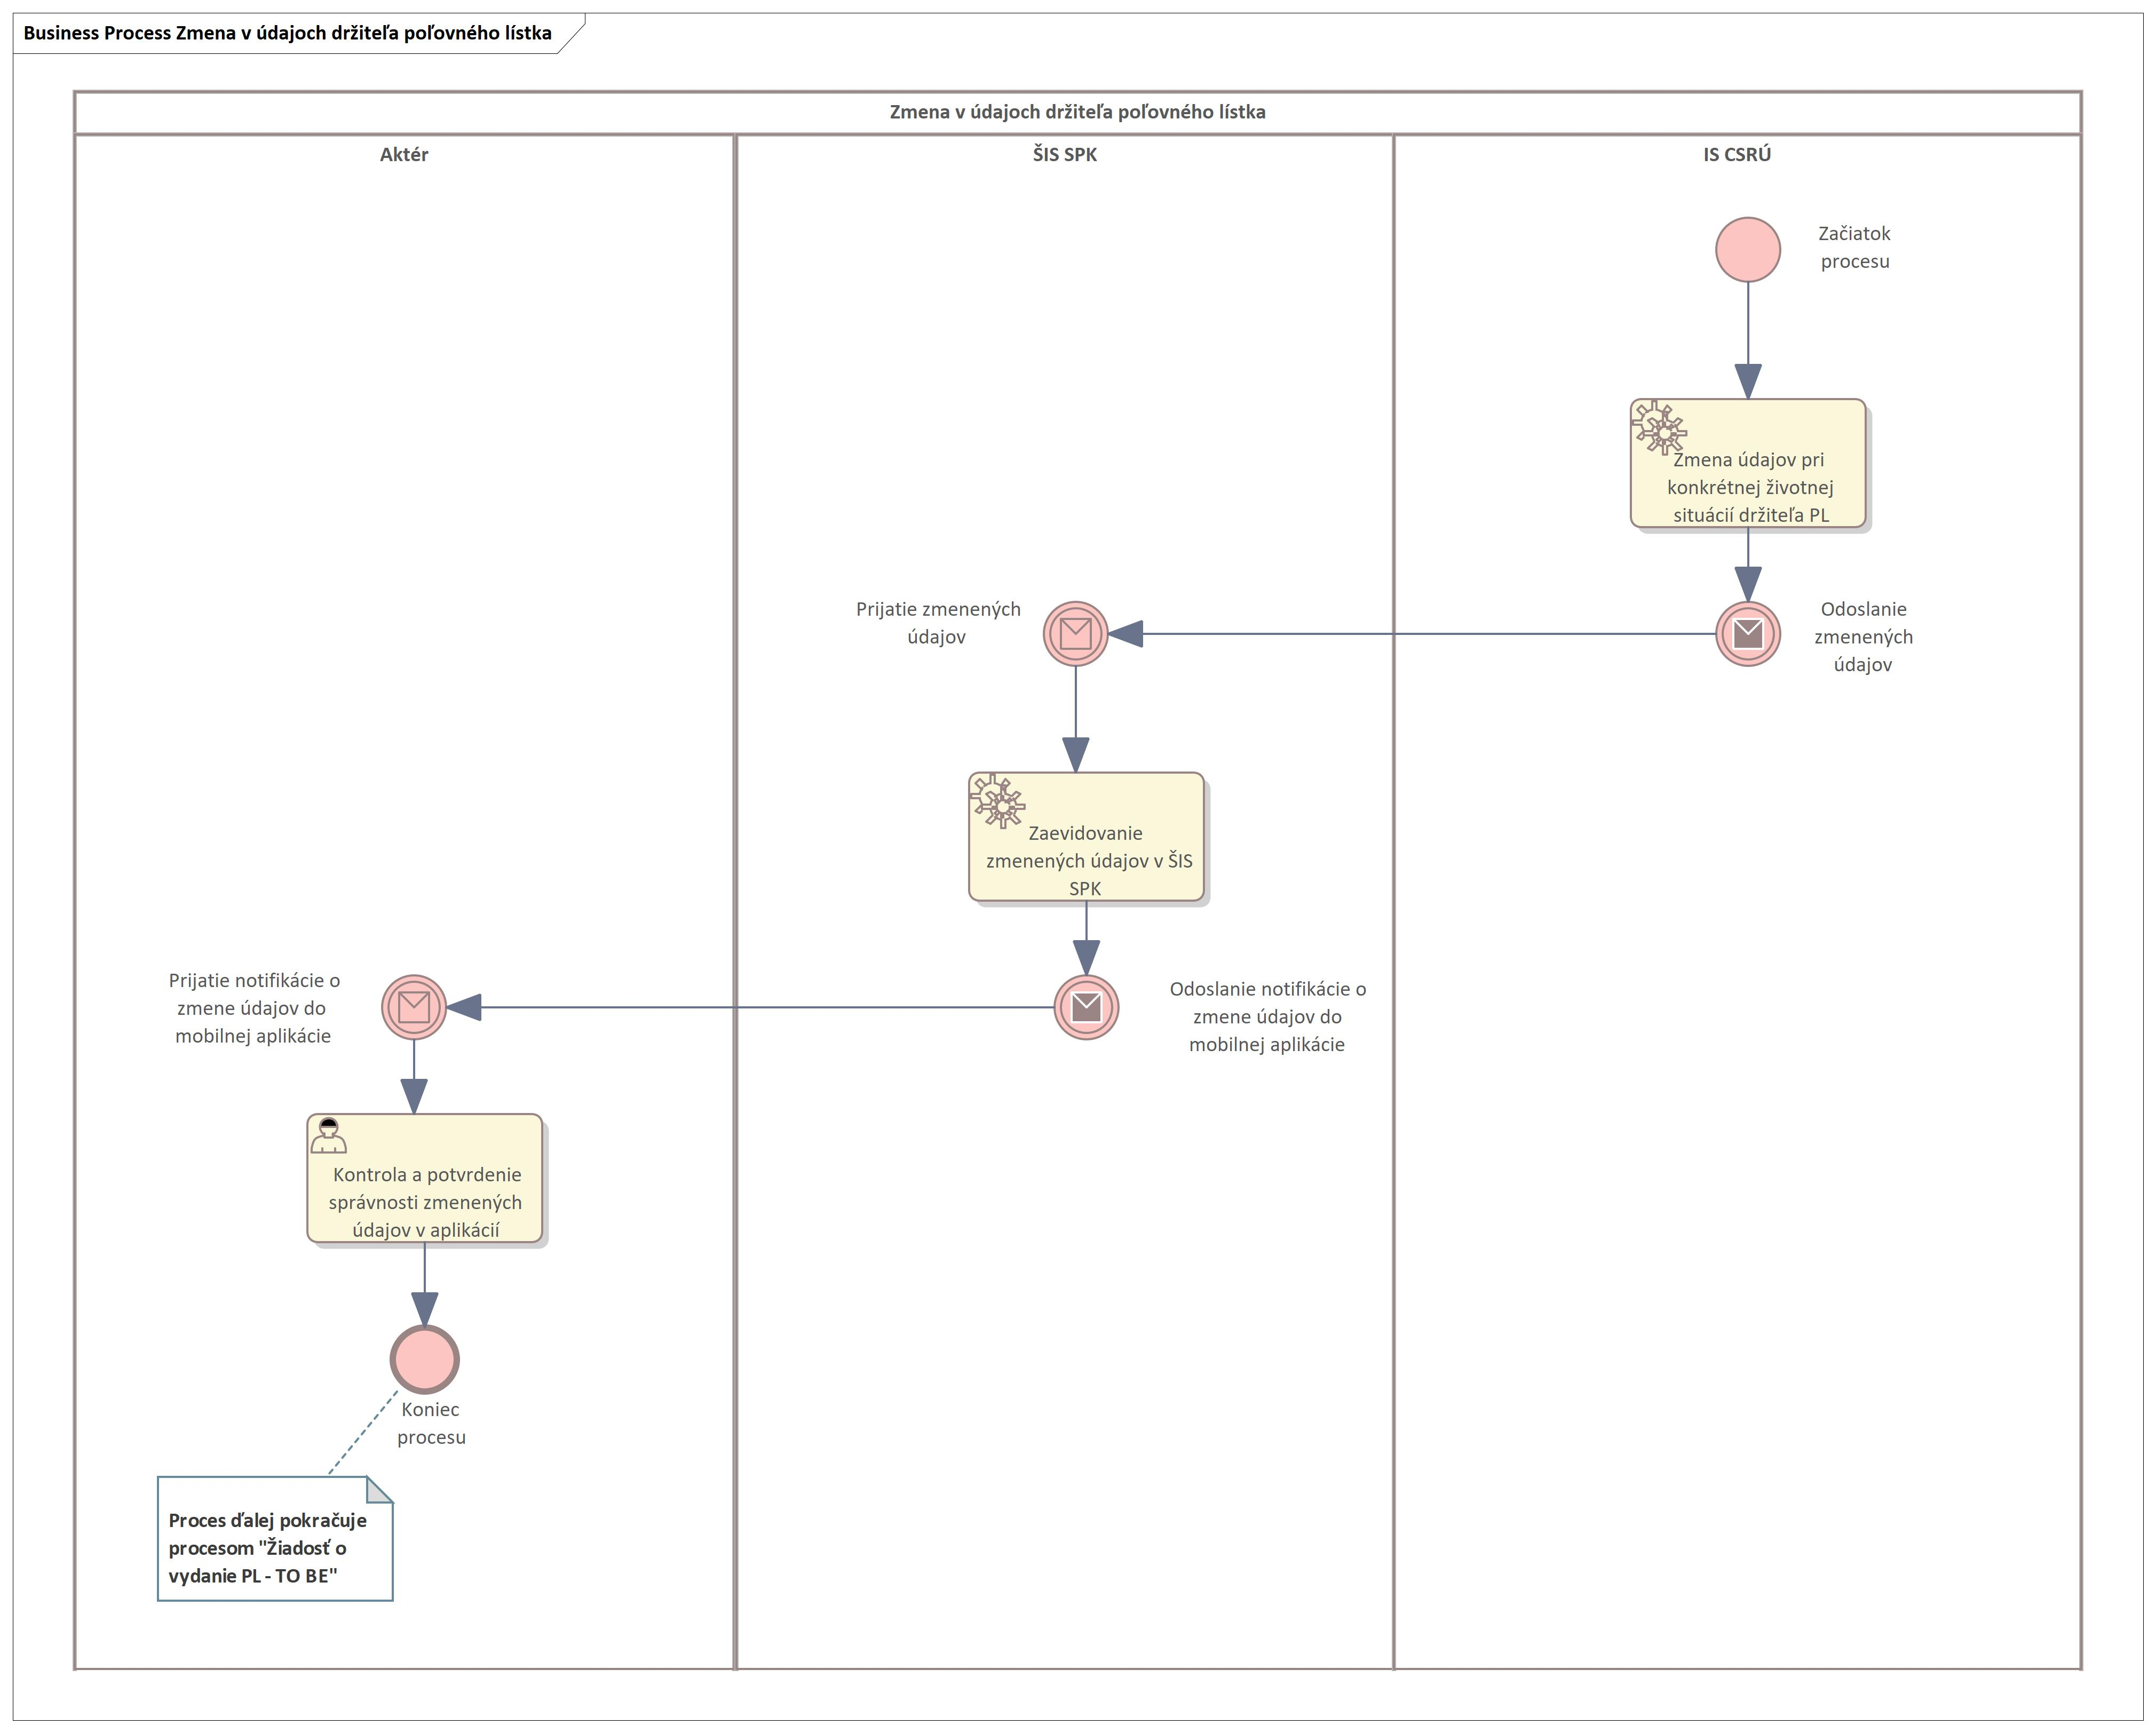 Business Process Zmena v údajoch držiteľa poľovného lístka
Zmena v údajoch držiteľa poľovného lístka
Aktér
ŠIS SPK
IS CSRÚ
Začiatok
procesu
Zmena údajov pri
konkrétnej životnej
situácií držiteľa PL
Odoslanie
zmenených
údajov
Prijatie zmenených
údajov
Zaevidovanie
zmenených údajov v ŠIS
SPK
Odoslanie notifikácie o
zmene údajov do
mobilnej aplikácie
Prijatie notifikácie o
zmene údajov do
mobilnej aplikácie
Kontrola a potvrdenie
správnosti zmenených
údajov v aplikácií
Koniec
procesu
Proces ďalej pokračuje
procesom "Žiadosť o
vydanie PL - TO BE"